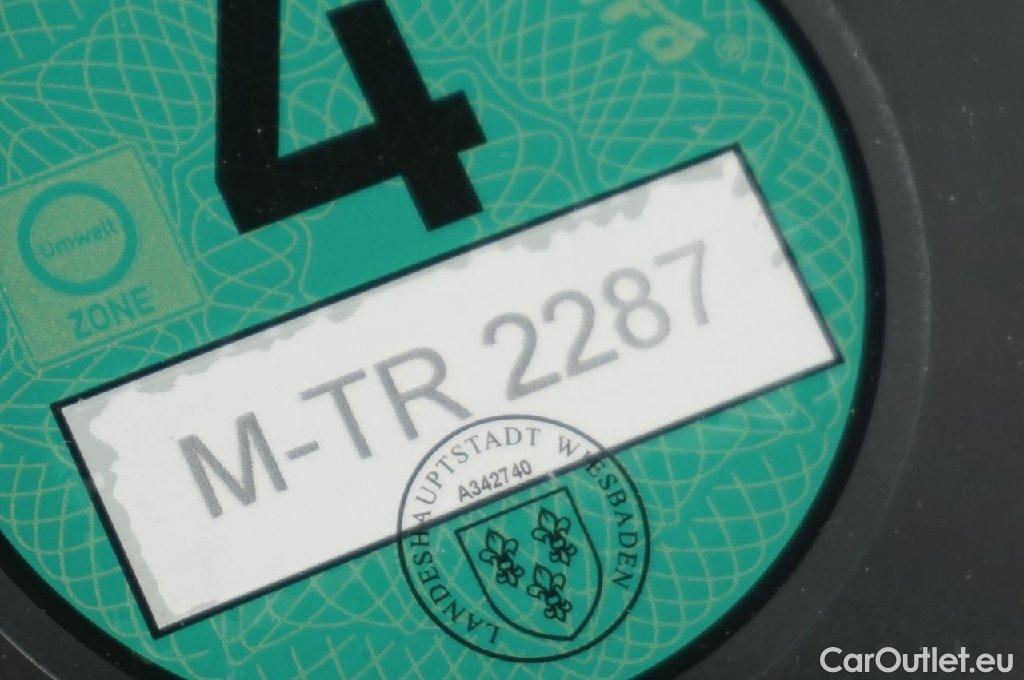 4
Umwelt
ZONE
M-TR 2287
LANDESHAUPTSTADT WIESBADEN
A342740
CarOutlet.eu